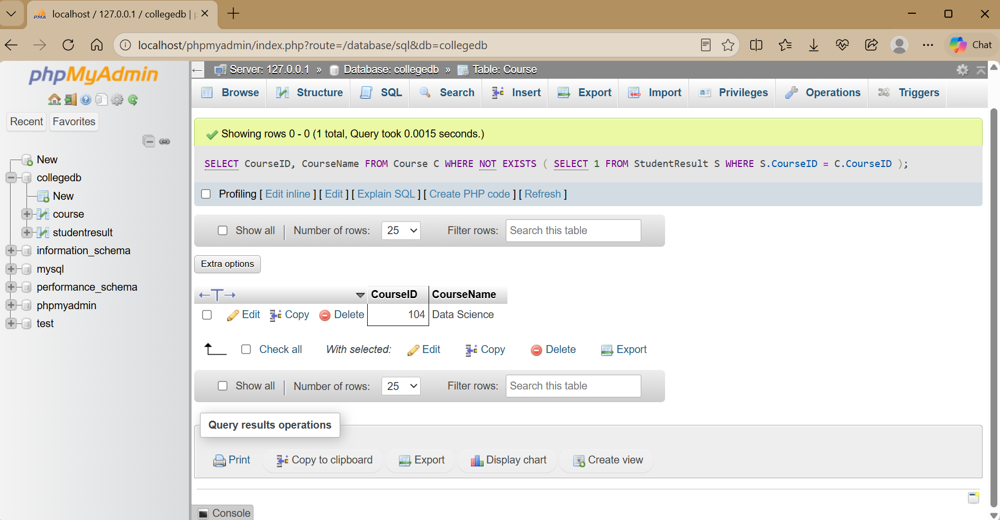 localhost / 127.0.0.1 / collegedb |
localhost/phpmyadmin/index.php?route=/database/sql&db=collegedb
Chat
phpMyAdmin
Recent Favorites
New
collegedb
New
course
studentresult
information_schema
mysql
performance_schema
phpmyadmin
test
Server: 127.0.0.1 » Database: collegedb » Table: Course
Browse Structure SQL Search Insert Export Import Privileges Operations Triggers
Showing rows 0 - 0 (1 total, Query took 0.0015 seconds.)
SELECT CourseID, CourseName FROM Course C WHERE NOT EXISTS ( SELECT 1 FROM StudentResult S WHERE S.CourseID = C.CourseID );
Profiling [ Edit inline ] [ Edit ] [ Explain SQL ] [ Create PHP code ] [ Refresh ]
Show all | Number of rows: 25 Filter rows: Search this table
Extra options
CourseID CourseName
Edit Copy Delete 104 Data Science
Check all With selected: Edit Copy Delete Export
Show all | Number of rows: 25 Filter rows: Search this table
Query results operations
Print Copy to clipboard Export Display chart Create view
Console